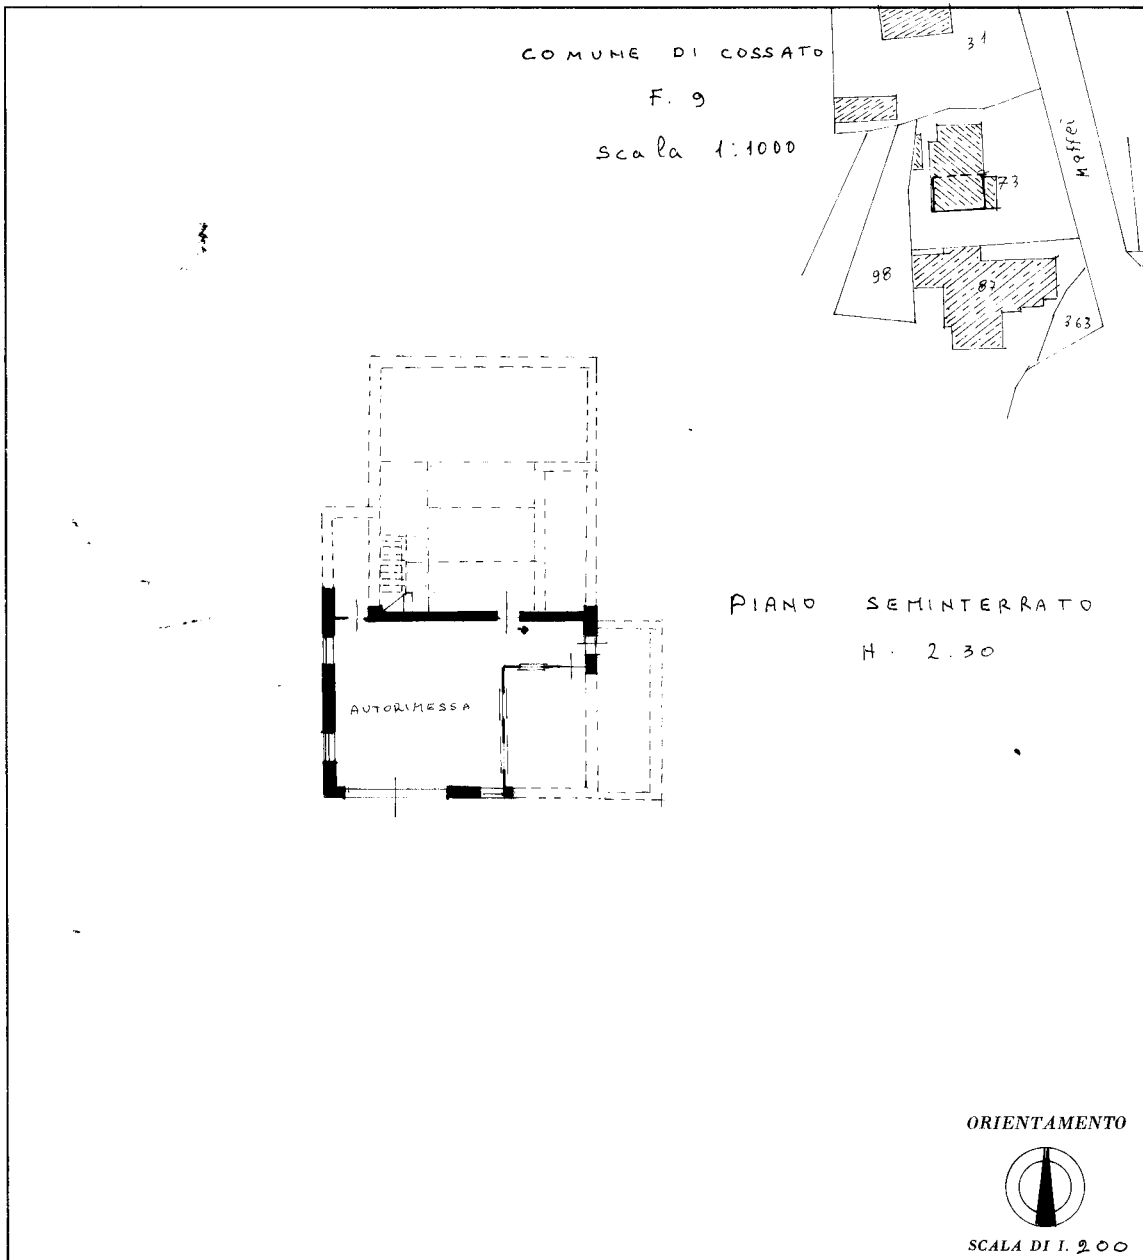 COMUNE DI COSSATO
F. 9
Scala 1:1000
31
Maffei
73
98
87
363
PIANO SEMINTERRATO
H. 2.30
AUTORIMESSA
ORIENTAMENTO
SCALA DI 1. 200